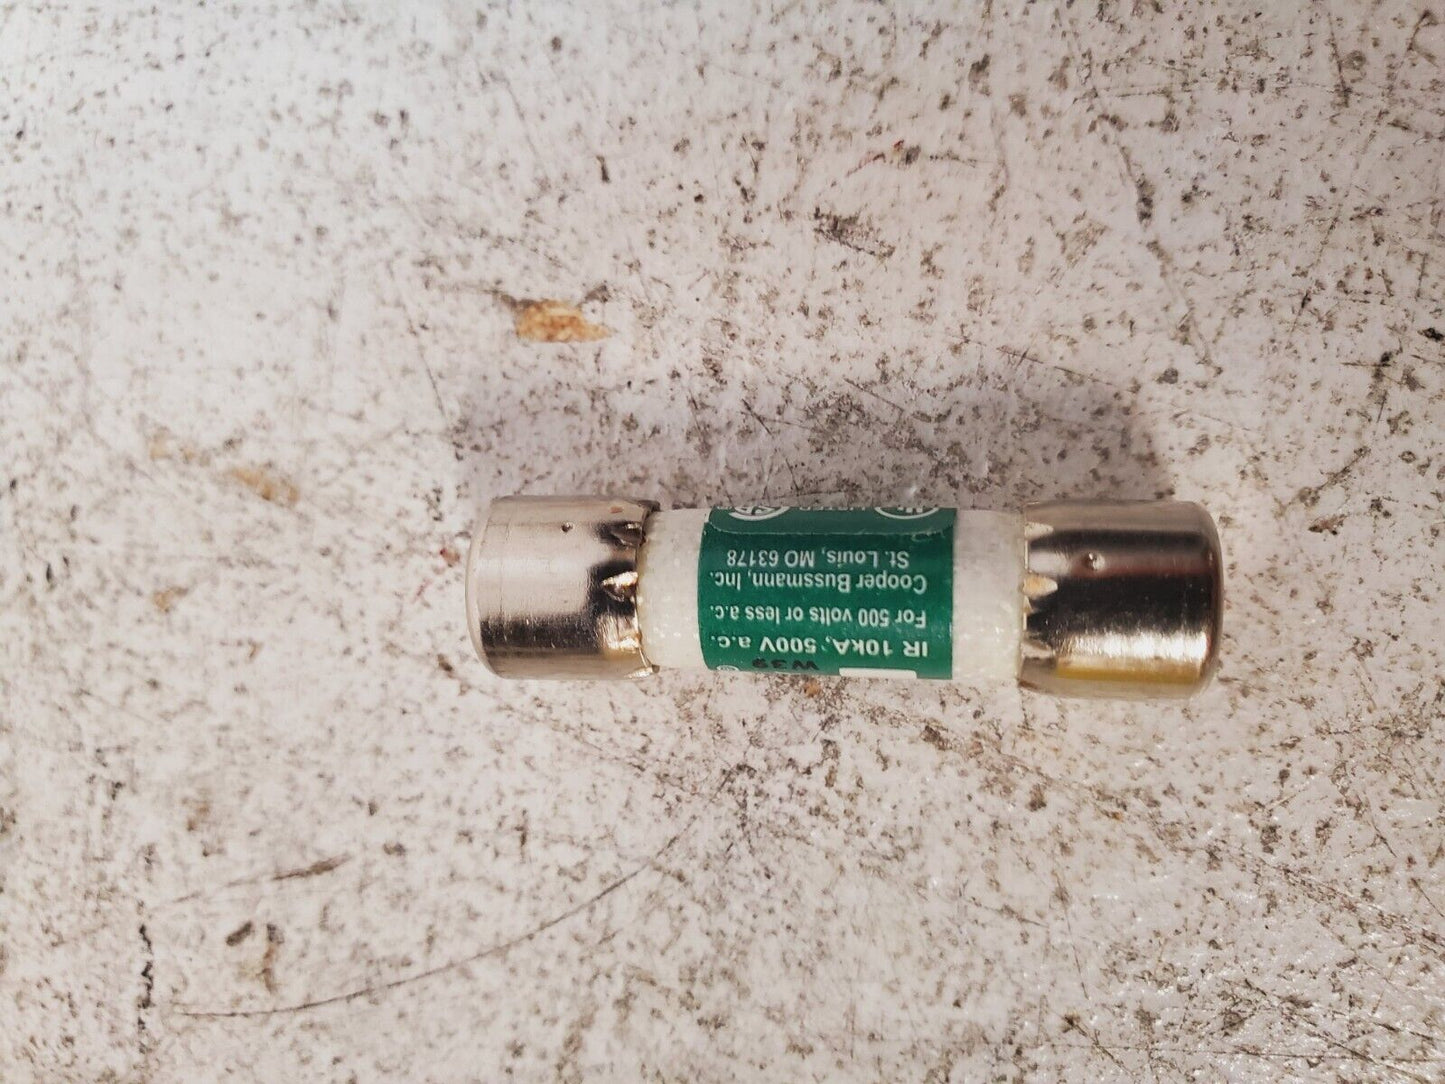 W39
IR 10kA, 500V a.c.
For 500 volts or less a.c.
Cooper Bussmann, Inc.
St. Louis, MO 63178